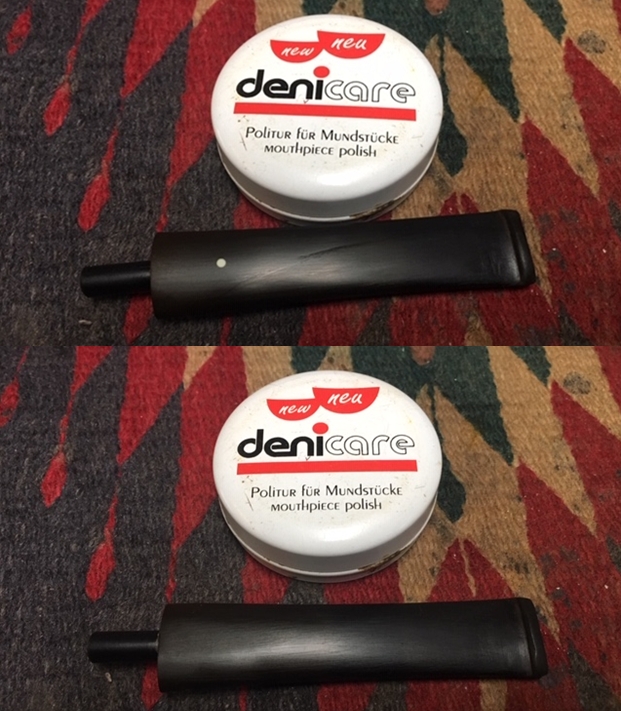 new neu
denicare
Politur für Mundstücke
mouthpiece polish
new neu
denicare
Politur für Mundstücke
mouthpiece polish